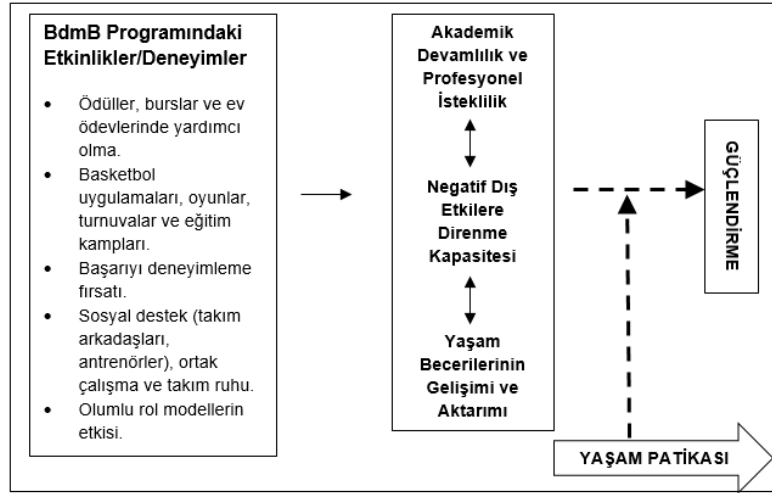 BdmB Programındaki
Etkinlikler/Deneyimler
• Ödüller, burslar ve ev
ödevlerinde yardımcı
olma.
• Basketbol
uygulamaları, oyunlar,
turnuvalar ve eğitim
kampları.
• Başarıyı deneyimleme
fırsatı.
• Sosyal destek (takım
arkadaşları,
antrenörler), ortak
çalışma ve takım ruhu.
• Olumlu rol modellerin
etkisi.
Akademik
Devamlılık ve
Profesyonel
İsteklilik
Negatif Dış
Etkilere
Direnme
Kapasitesi
Yaşam
Becerilerinin
Gelişimi ve
Aktarımı
GÜÇLENDİRME
YAŞAM PATİKASI